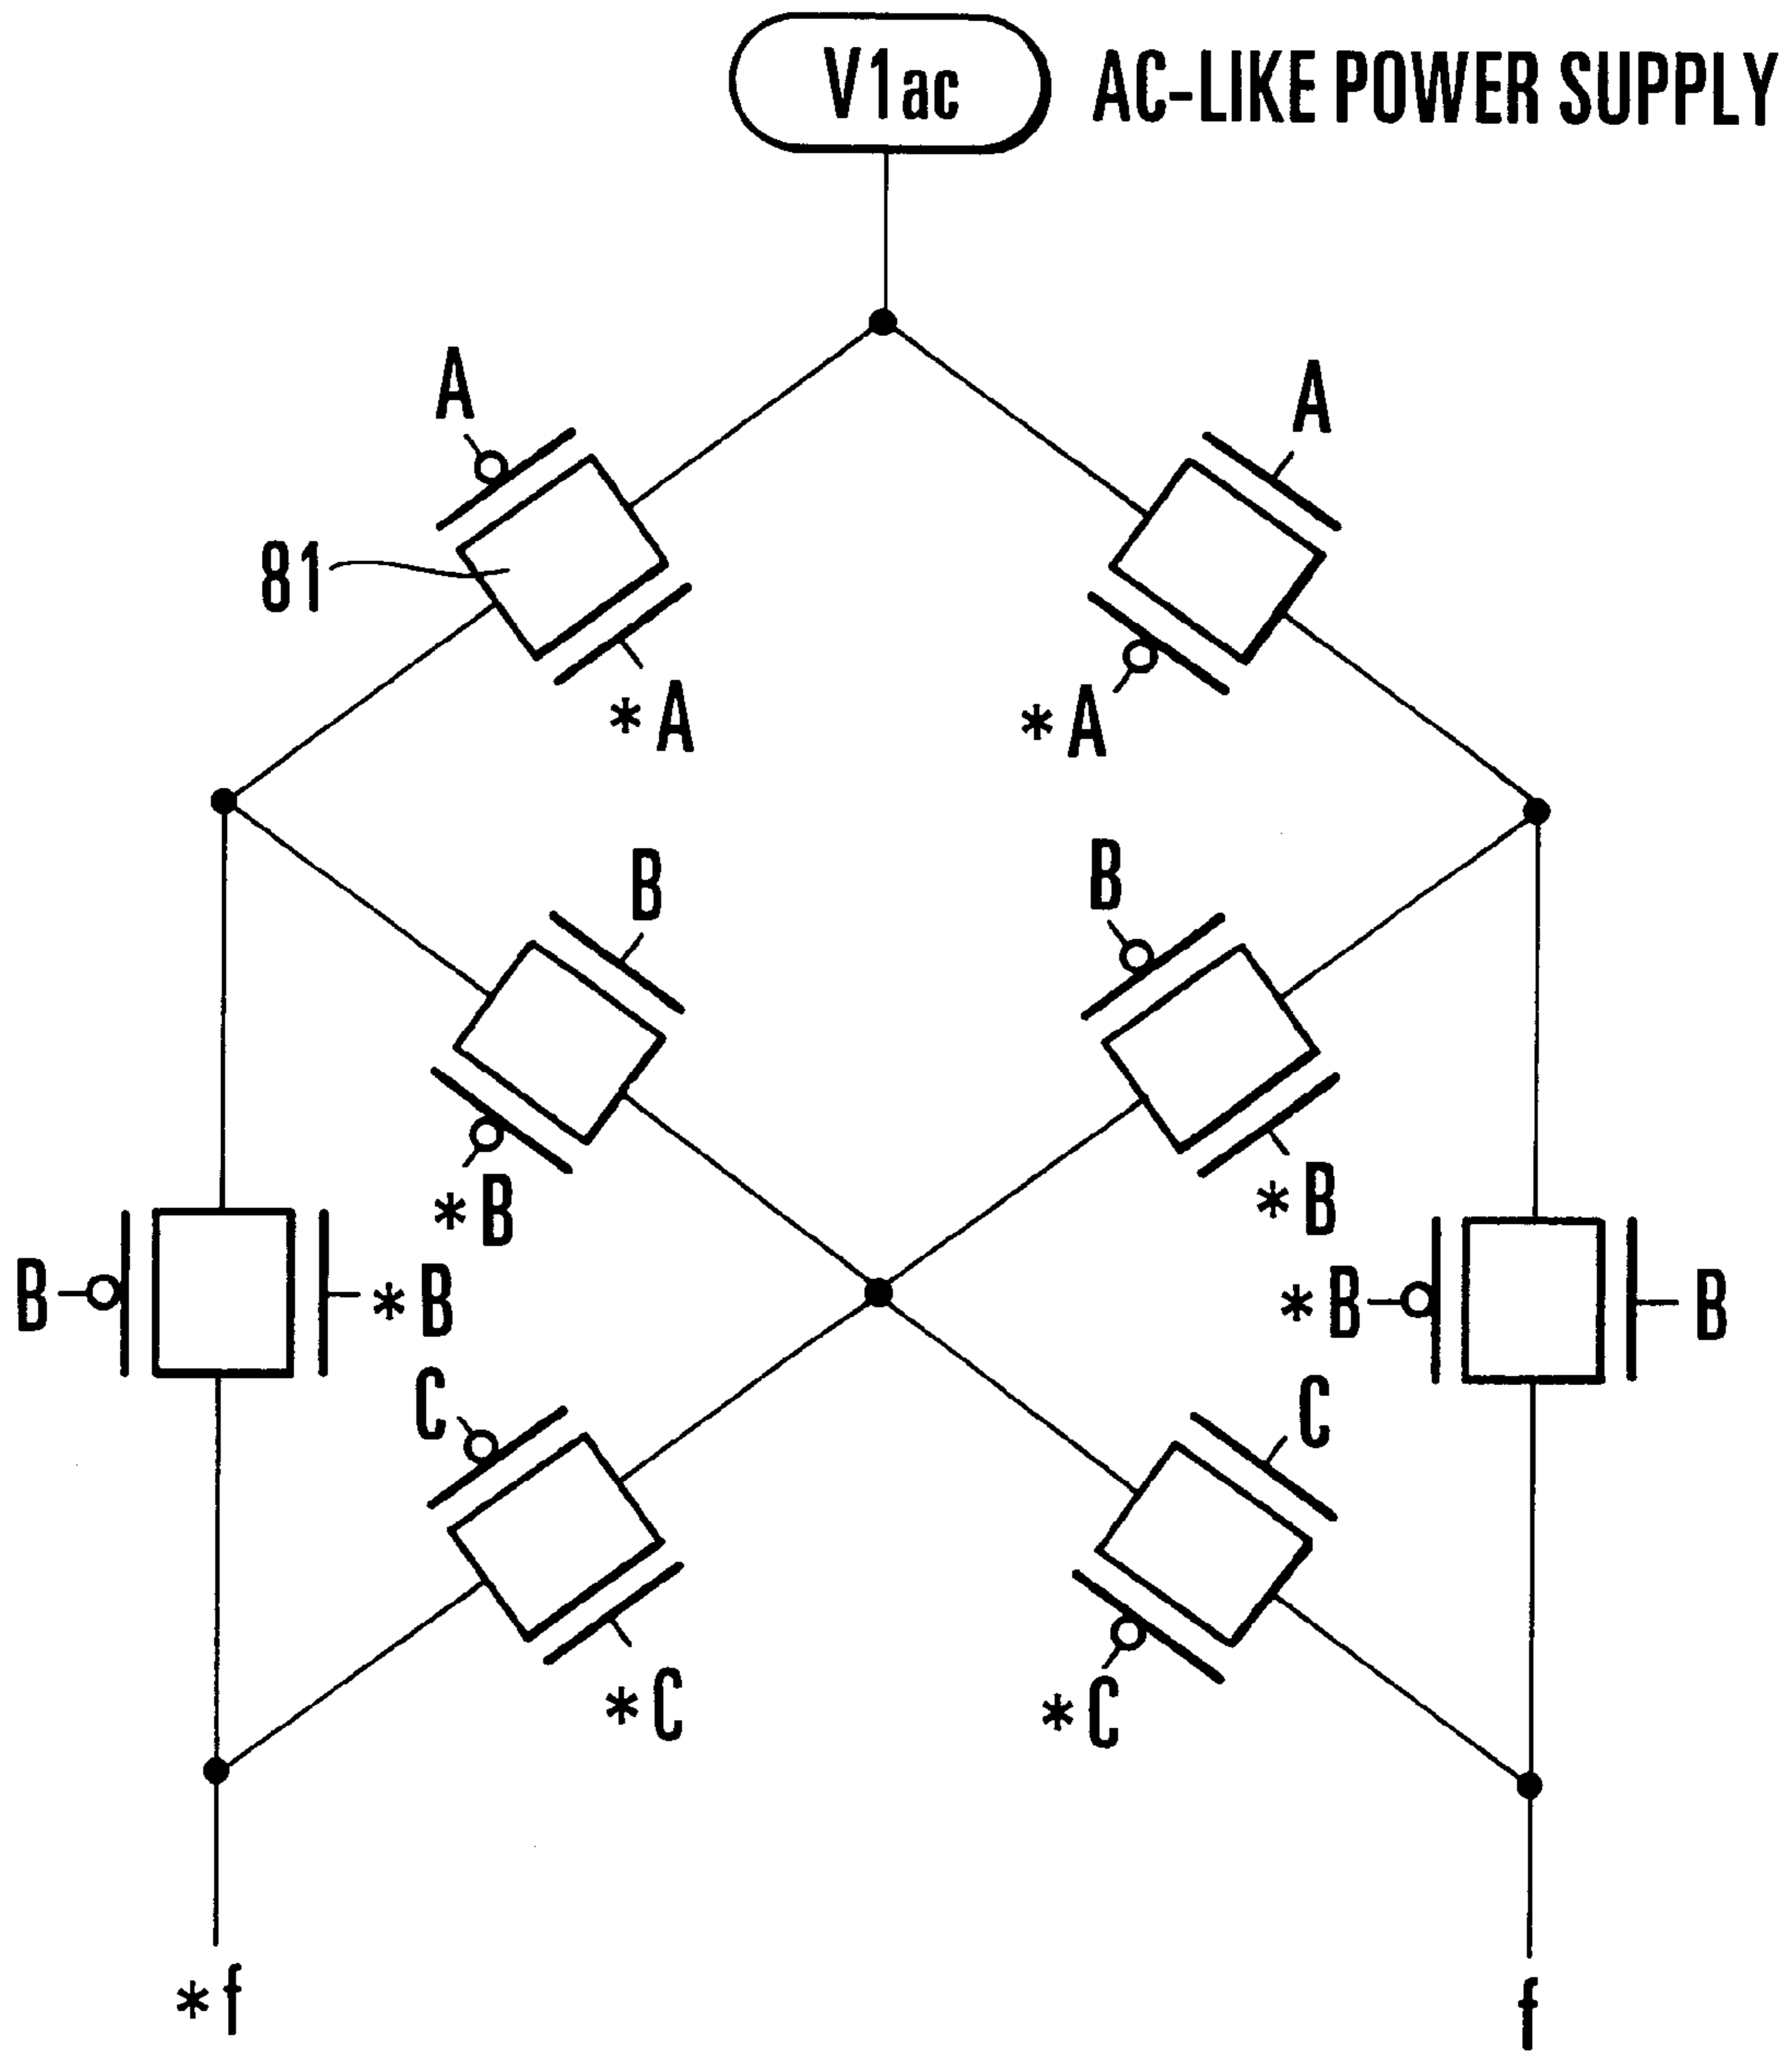 V1ac AC-LIKE POWER SUPPLY
A
A
81
*A
*A
B
B
*B
*B
B
*B
*B
B
C
C
*C
*C
*f
f